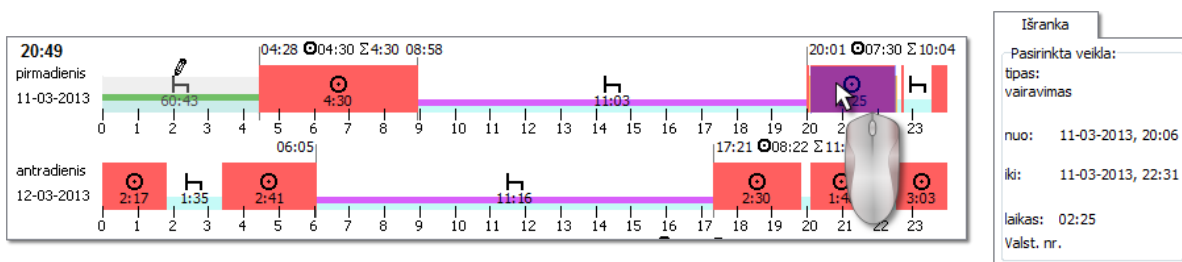 20:49
04:28 04:30 Σ4:30 08:58
20:01 07:30 Σ10:04
pirmadienis
11-03-2013
60:43
4:30
11:03
25
0 1 2 3 4 5 6 7 8 9 10 11 12 13 14 15 16 17 18 19 20 21 22 23
06:05
17:21 08:22 Σ11:
antradienis
12-03-2013
2:17
1:35
2:41
11:16
2:30
1:4
3:03
0 1 2 3 4 5 6 7 8 9 10 11 12 13 14 15 16 17 18 19 20 21 22 23
Išranka
Pasirinkta veikla:
tipas:
vairavimas
nuo: 11-03-2013, 20:06
iki: 11-03-2013, 22:31
laikas: 02:25
Valst. nr.